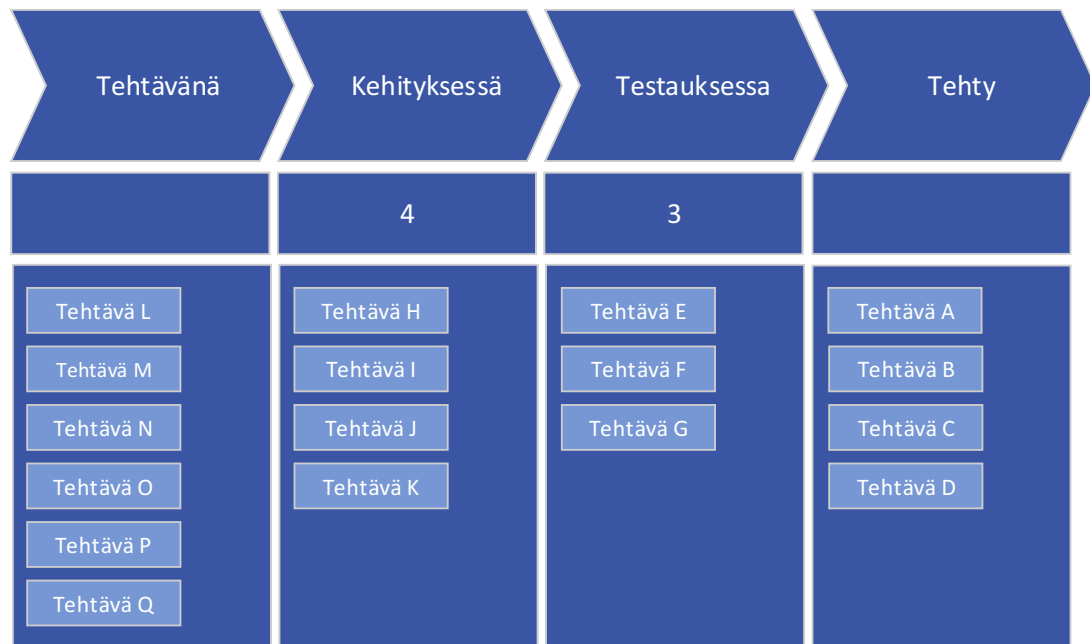 Tehtävänä
Kehityksessä
Testauksessa
Tehty
4
3
Tehtävä L
Tehtävä M
Tehtävä N
Tehtävä O
Tehtävä P
Tehtävä Q
Tehtävä H
Tehtävä I
Tehtävä J
Tehtävä K
Tehtävä E
Tehtävä F
Tehtävä G
Tehtävä A
Tehtävä B
Tehtävä C
Tehtävä D